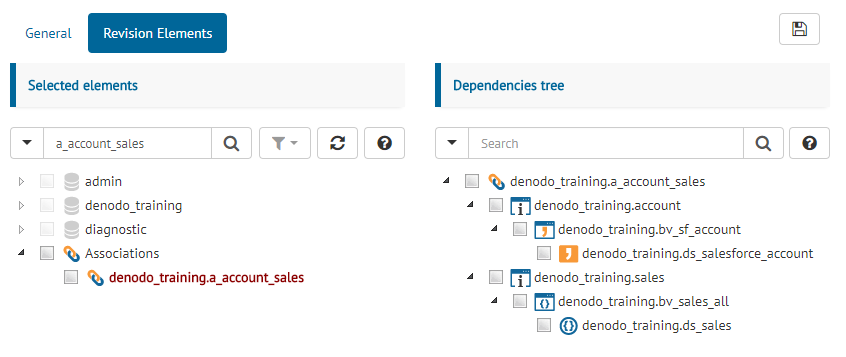 General
Revision Elements
Selected elements
a_account_sales
admin
denodo_training
diagnostic
Associations
denodo_training.a_account_sales
Dependencies tree
Search
denodo_training.a_account_sales
denodo_training.account
denodo_training.bv_sf_account
denodo_training.ds_salesforce_account
denodo_training.sales
denodo_training.bv_sales_all
denodo_training.ds_sales